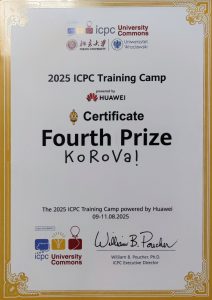 icpc University Commons
北京大学
PEKING UNIVERSITY
Uniwersytet Wrocławski
2025 ICPC Training Camp
powered by
HUAWEI
Certificate
Fourth Prize
KoRoVa!
The 2025 ICPC Training Camp powered by Huawei
09-11.08.2025
icpc University Commons
William B. Poucher
William B. Poucher, Ph.D.
ICPC Executive Director